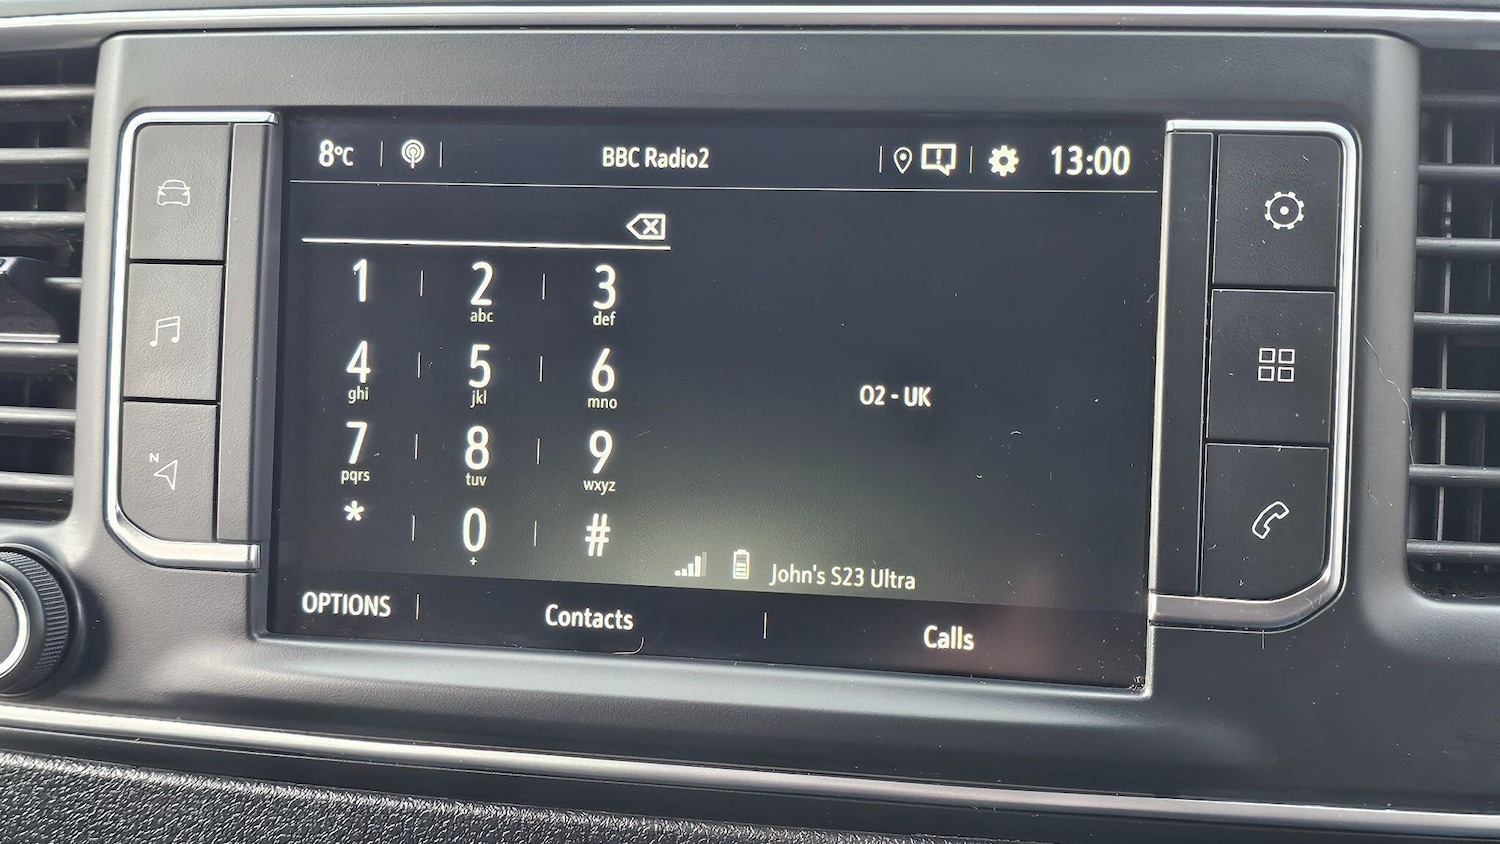 8°C BBC Radio2 13:00
1 2 3
abc def
4 5 6
ghi jkl mno
7 8 9
pqrs tuv wxyz
* 0 #
+
O2 - UK
John's S23 Ultra
OPTIONS Contacts Calls
N